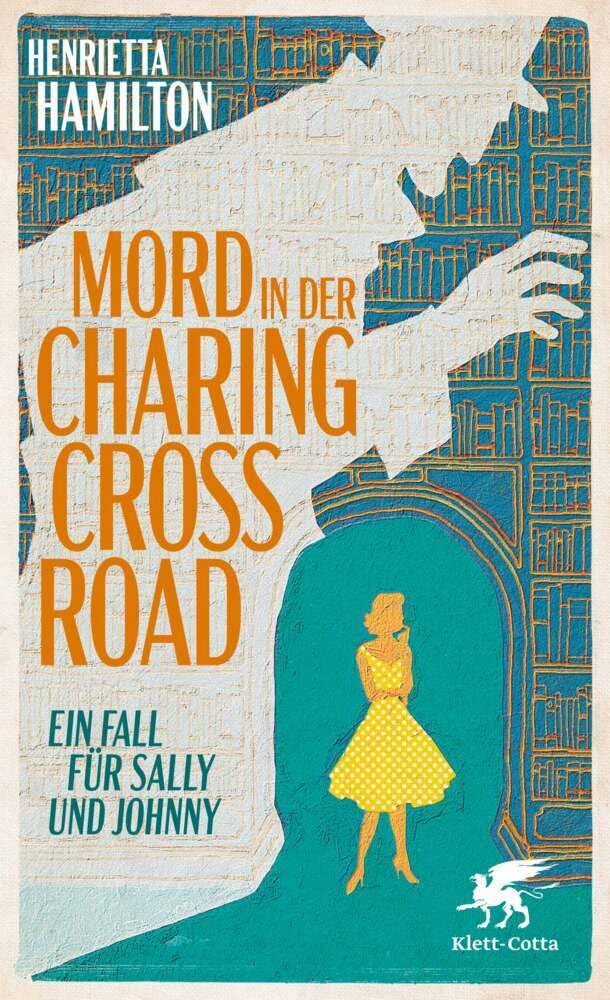 HENRIETTA
HAMILTON
MORD IN DER
CHARING
CROSS
ROAD
EIN FALL
FÜR SALLY
UND JOHNNY
Klett-Cotta